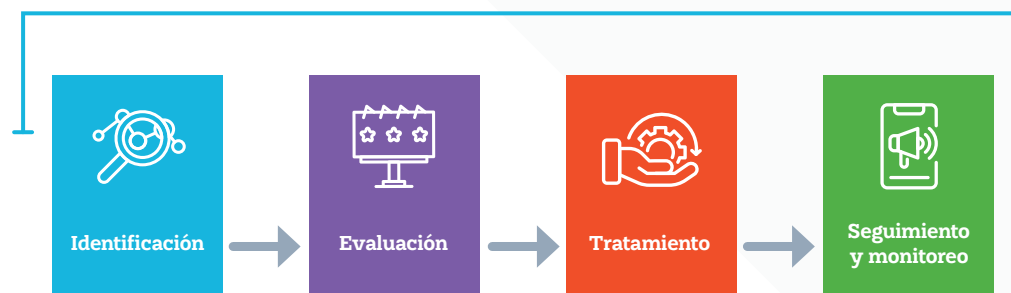 Identificación
Evaluación
Tratamiento
Seguimiento
y monitoreo